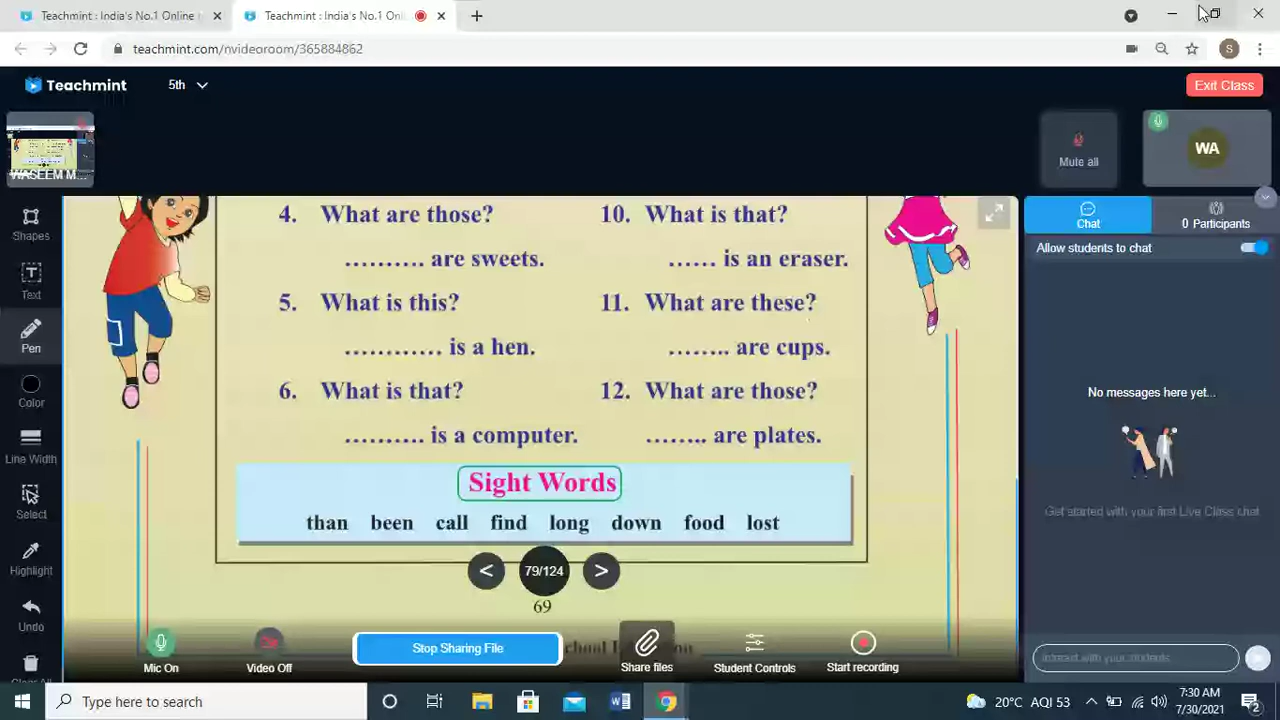 Teachmint : India's No.1 Online
Teachmint : India's No.1 Onli
teachmint.com/nvideoroom/365884862
S
Teachmint
5th
Exit Class
WASEEM M...
Mute all
WA
Shapes
Text
Pen
Color
Line Width
Select
Highlight
Undo
4. What are those?
………. are sweets.
5. What is this?
………… is a hen.
6. What is that?
………. is a computer.
10. What is that?
…… is an eraser.
11. What are these?
…….. are cups.
12. What are those?
…….. are plates.
Sight Words
than been call find long down food lost
< 79/124 >
69
Chat
0 Participants
Allow students to chat
No messages here yet...
Get started with your first Live Class chat
Interact with your students
Mic On
Video Off
Stop Sharing File
Share files
Student Controls
Start recording
Type here to search
20°C AQI 53
7:30 AM
7/30/2021
2